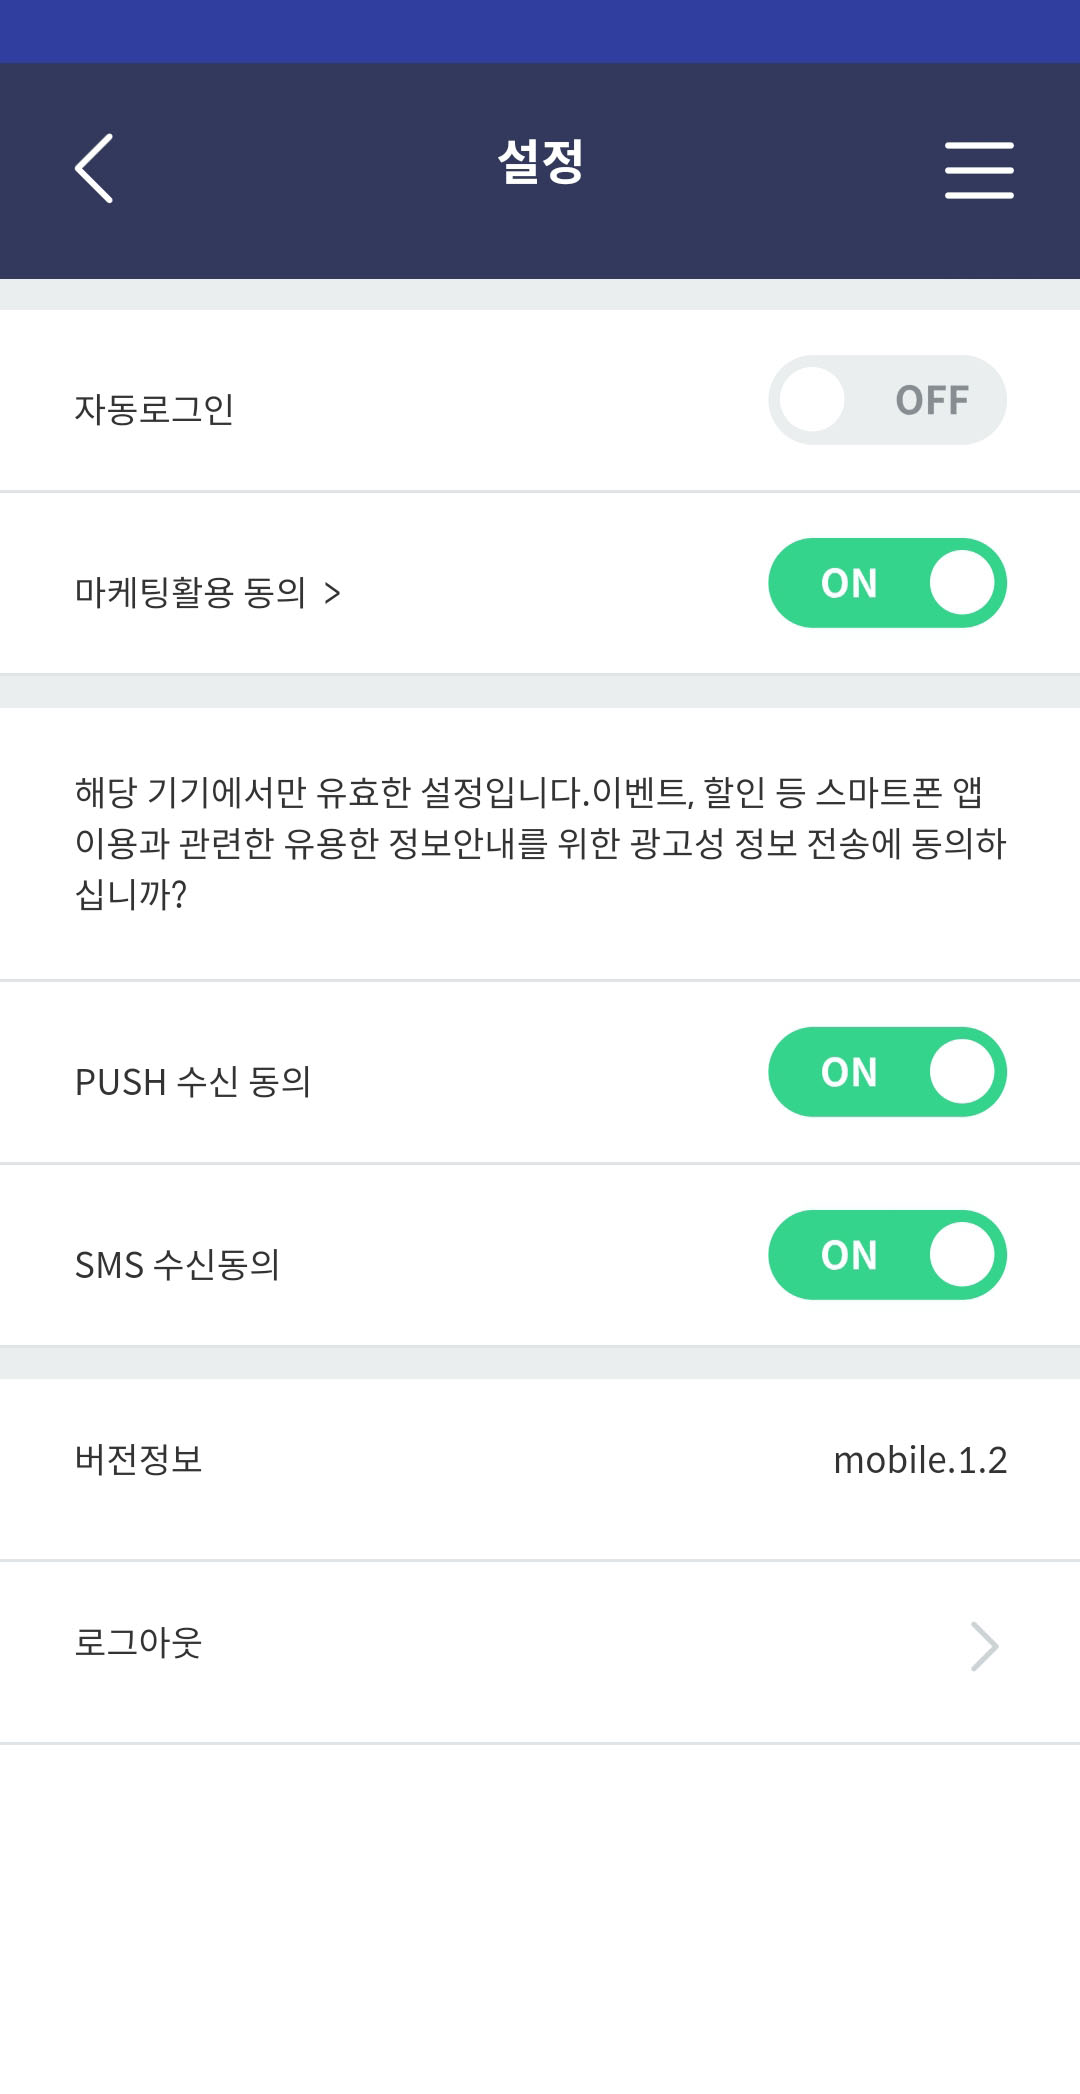 설정
자동로그인
OFF
마케팅활용 동의 >
ON
해당 기기에서만 유효한 설정입니다.이벤트, 할인 등 스마트폰 앱
이용과 관련한 유용한 정보안내를 위한 광고성 정보 전송에 동의하
십니까?
PUSH 수신 동의
ON
SMS 수신동의
ON
버전정보
mobile.1.2
로그아웃